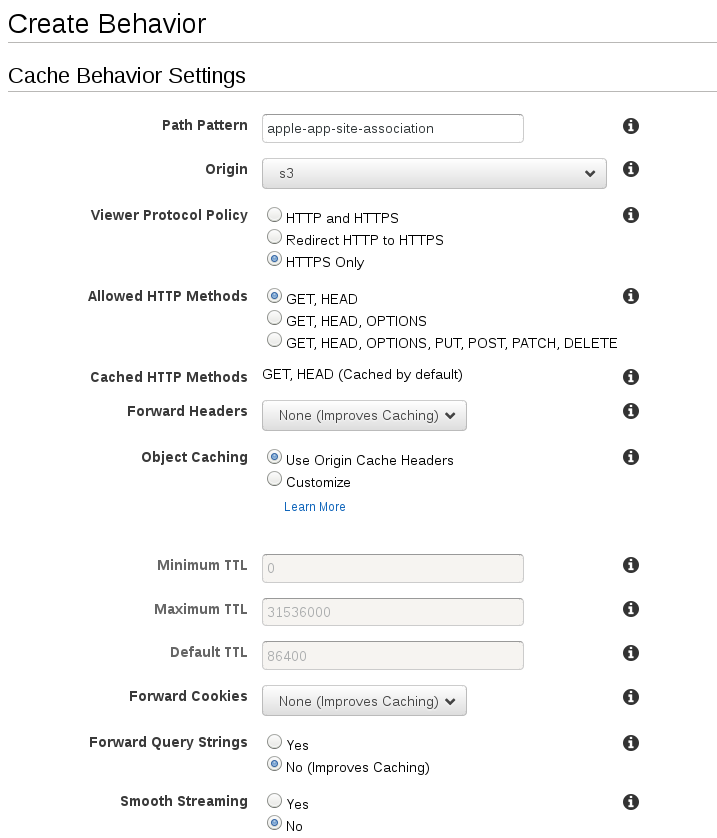 Create Behavior
Cache Behavior Settings
Path Pattern apple-app-site-association
Origin s3
Viewer Protocol Policy HTTP and HTTPS
Redirect HTTP to HTTPS
HTTPS Only
Allowed HTTP Methods GET, HEAD
GET, HEAD, OPTIONS
GET, HEAD, OPTIONS, PUT, POST, PATCH, DELETE
Cached HTTP Methods GET, HEAD (Cached by default)
Forward Headers None (Improves Caching)
Object Caching Use Origin Cache Headers
Customize
Learn More
Minimum TTL 0
Maximum TTL 31536000
Default TTL 86400
Forward Cookies None (Improves Caching)
Forward Query Strings Yes
No (Improves Caching)
Smooth Streaming Yes
No